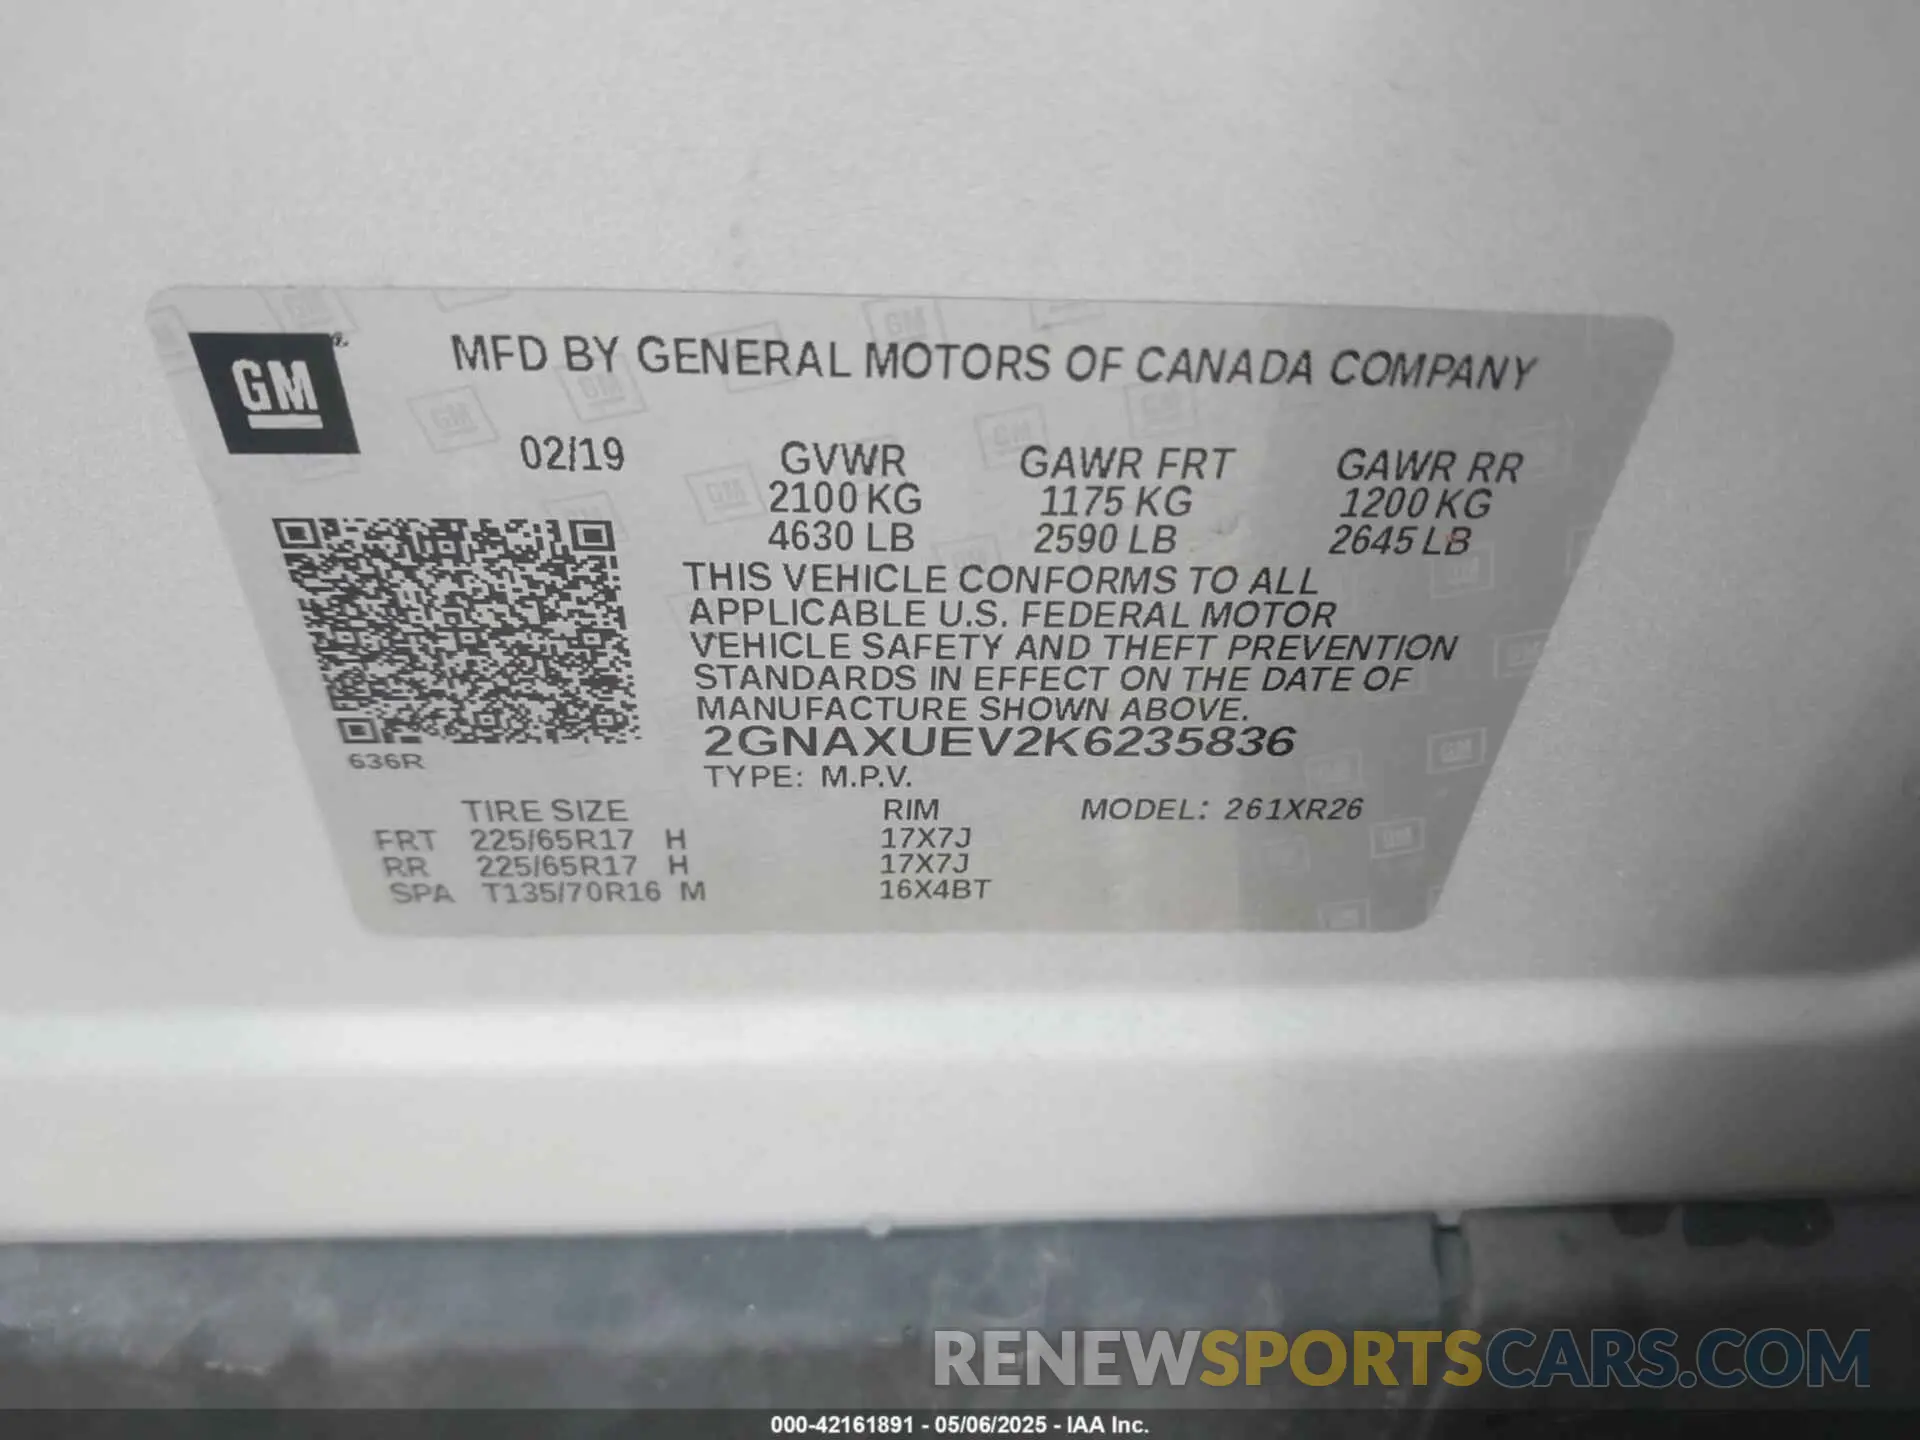 GM
MFD BY GENERAL MOTORS OF CANADA COMPANY
02/19 GVWR GAWR FRT GAWR RR
2100 KG 1175 KG 1200 KG
4630 LB 2590 LB 2645 LB
THIS VEHICLE CONFORMS TO ALL
APPLICABLE U.S. FEDERAL MOTOR
VEHICLE SAFETY AND THEFT PREVENTION
STANDARDS IN EFFECT ON THE DATE OF
MANUFACTURE SHOWN ABOVE.
2GNAXUEV2K6235836
636R
TYPE: M.P.V.
TIRE SIZE RIM MODEL: 261XR26
FRT 225/65R17 H 17X7J
RR 225/65R17 H 17X7J
SPA T135/70R16 M 16X4BT
RENEWSPORTSCARS.COM
000-42161891 - 05/06/2025 - IAA Inc.